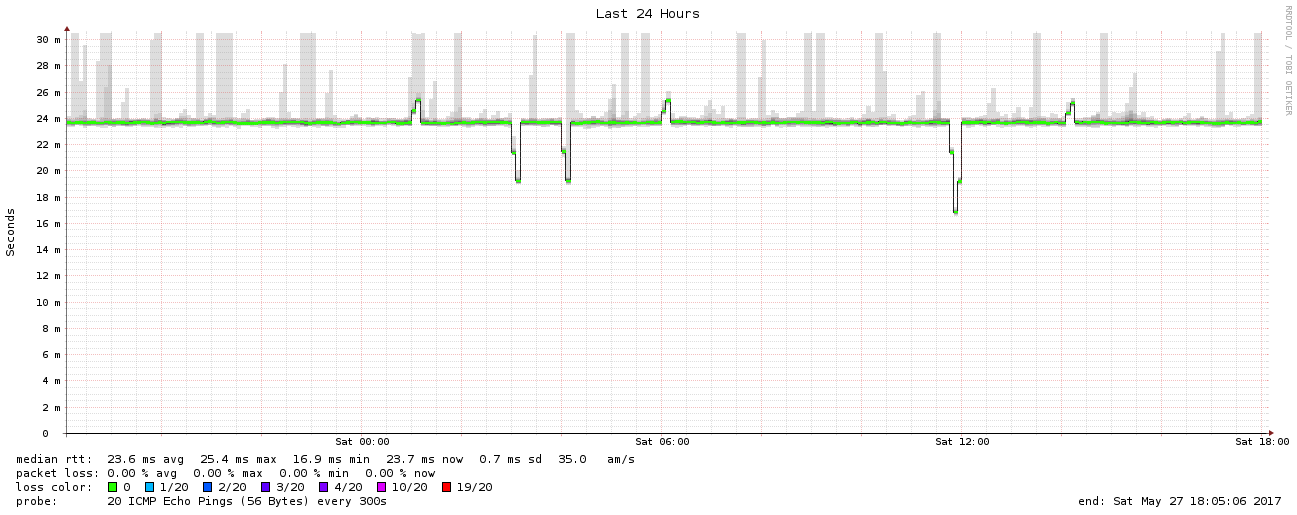 Last 24 Hours
RRDTOOL / TOBI OETIKER
Seconds
30 m
28 m
26 m
24 m
22 m
20 m
18 m
16 m
14 m
12 m
10 m
8 m
6 m
4 m
2 m
0
Sat 00:00 Sat 06:00 Sat 12:00 Sat 18:00
median rtt: 23.6 ms avg 25.4 ms max 16.9 ms min 23.7 ms now 0.7 ms sd 35.0 am/s
packet loss: 0.00 % avg 0.00 % max 0.00 % min 0.00 % now
loss color: 0 1/20 2/20 3/20 4/20 10/20 19/20
probe: 20 ICMP Echo Pings (56 Bytes) every 300s end: Sat May 27 18:05:06 2017